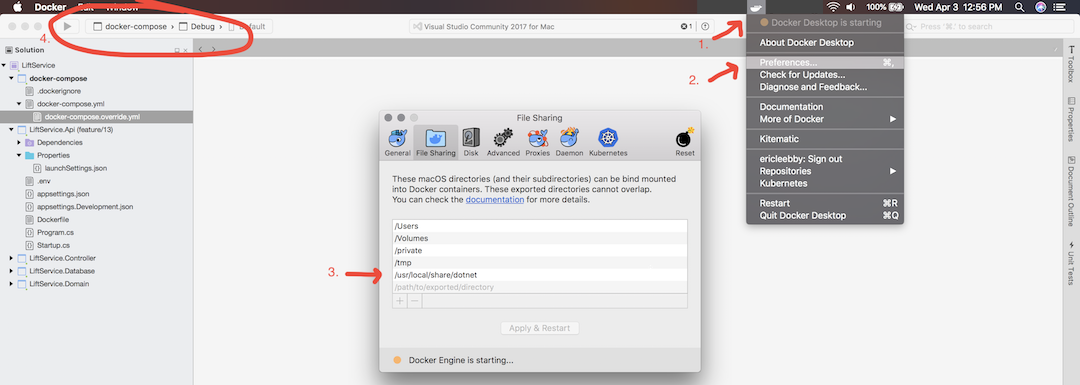 Docker Edit Window
100%
Wed Apr 3 12:56 PM
4.
docker-compose
Debug
Default
Visual Studio Community 2017 for Mac
1
Press '⌘.' to search
1.
Docker Desktop is starting
About Docker Desktop
2.
Preferences... ⌘,
Check for Updates...
Diagnose and Feedback...
Documentation
More of Docker
Kitematic
ericleebby: Sign out
Repositories
Kubernetes
Restart ⌘R
Quit Docker Desktop ⌘Q
Solution
LiftService
docker-compose
.dockerignore
docker-compose.yml
docker-compose.override.yml
LiftService.Api (feature/13)
Dependencies
Properties
launchSettings.json
.env
appsettings.json
appsettings.Development.json
Dockerfile
Program.cs
Startup.cs
LiftService.Controller
LiftService.Database
LiftService.Domain
File Sharing
General File Sharing Disk Advanced Proxies Daemon Kubernetes Reset
These macOS directories (and their subdirectories) can be bind mounted
into Docker containers. These exported directories cannot overlap.
You can check the documentation for more details.
/Users
/Volumes
/private
/tmp
3.
/usr/local/share/dotnet
/path/to/exported/directory
+ −
Apply & Restart
Docker Engine is starting...
Toolbox
Properties
Document Outline
Unit Tests